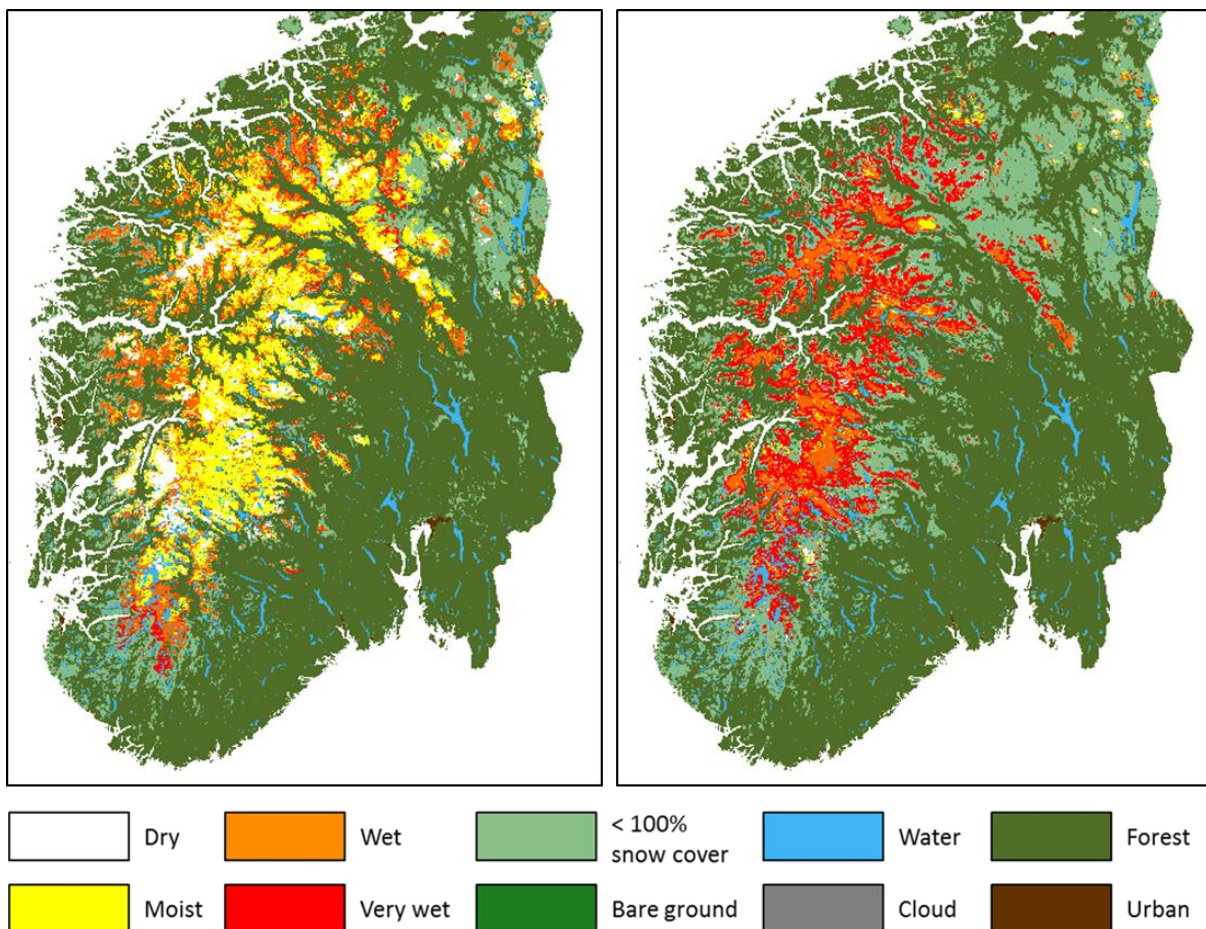 Dry
Wet
< 100%
snow cover
Water
Forest
Moist
Very wet
Bare ground
Cloud
Urban